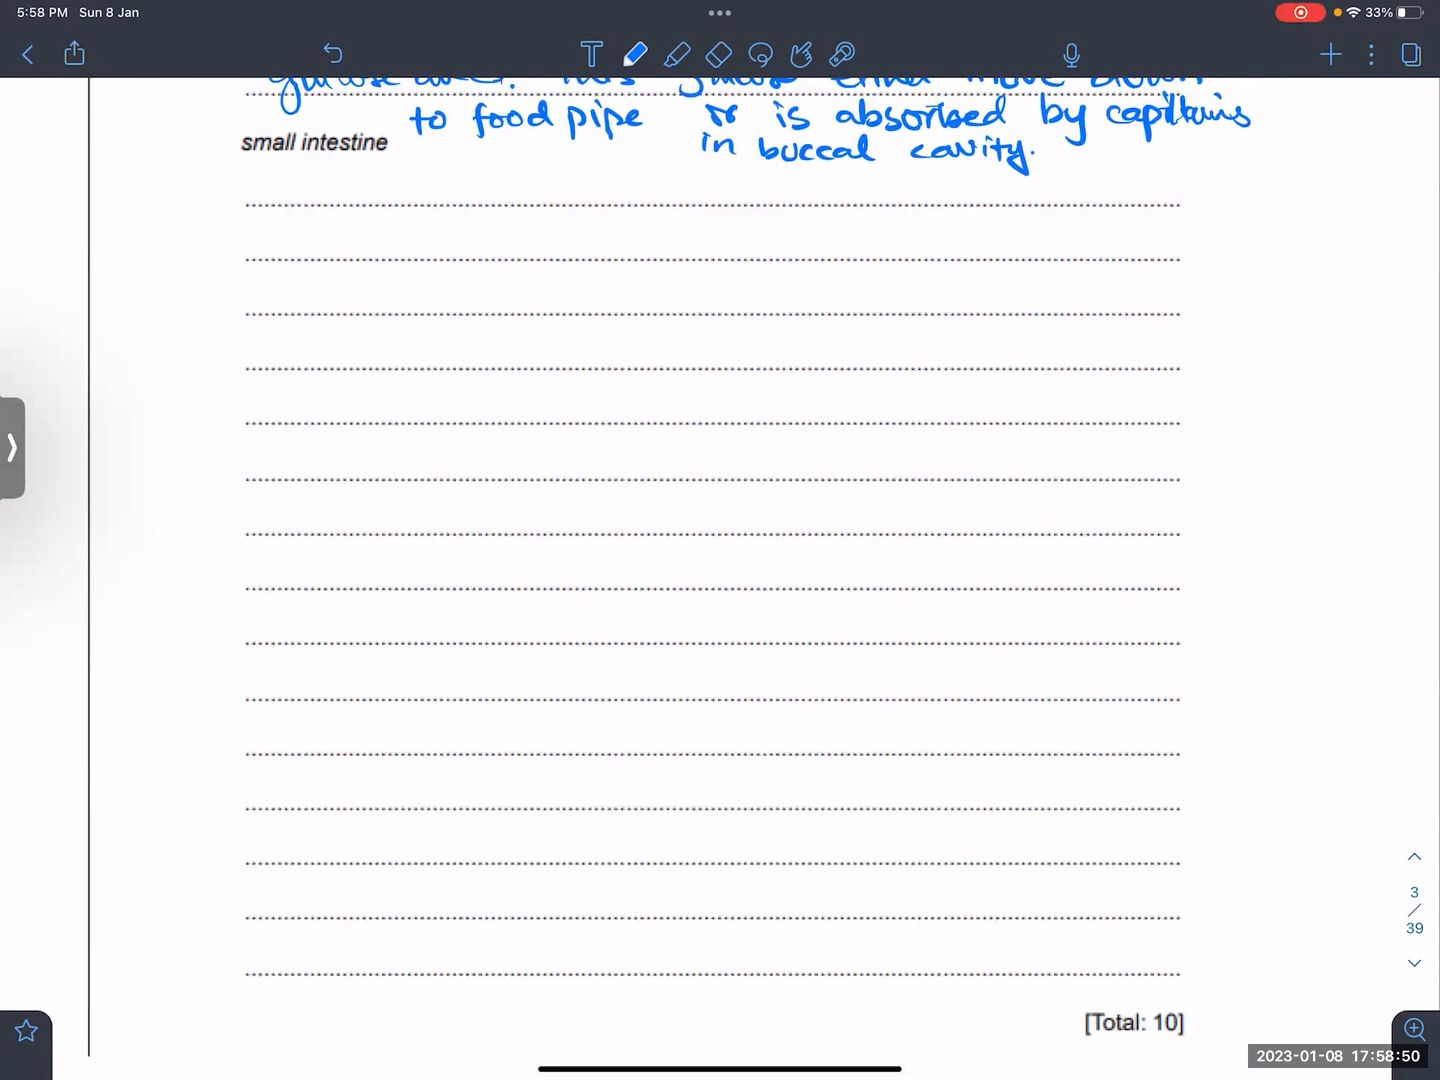 5:58 PM Sun 8 Jan
33%
glucose
to food pipe or is absorbed by capillaries
small intestine
in buccal cavity.
3
/
39
[Total: 10]
2023-01-08 17:58:50